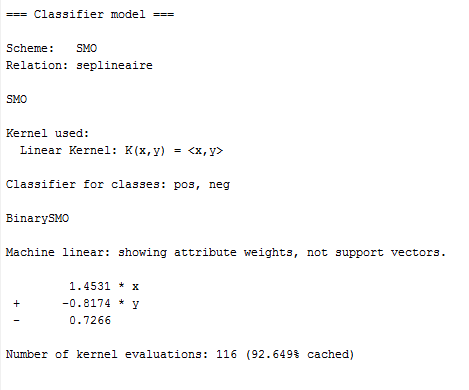 === Classifier model ===
Scheme:   SMO
Relation: seplineaire
SMO
Kernel used:
  Linear Kernel: K(x,y) = <x,y>
Classifier for classes: pos, neg
BinarySMO
Machine linear: showing attribute weights, not support vectors.
         1.4531 * x
 +      -0.8174 * y
 -       0.7266
Number of kernel evaluations: 116 (92.649% cached)